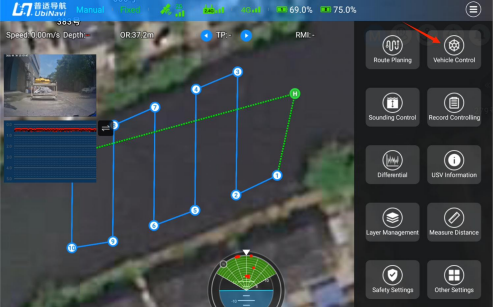 普适导航
UbiNavi
Manual
Fixed
4G
69.0%
75.0%
383号
Speed: 0.00m/s Depth:-
OR:37.2m
TP:-
RMI:-
Route Planing
Vehicle Control
Sounding Control
Record Controlling
Differential
USV Information
Layer Management
Measure Distance
Safety Settings
Other Settings
H
1
2
3
4
5
6
7
9
10